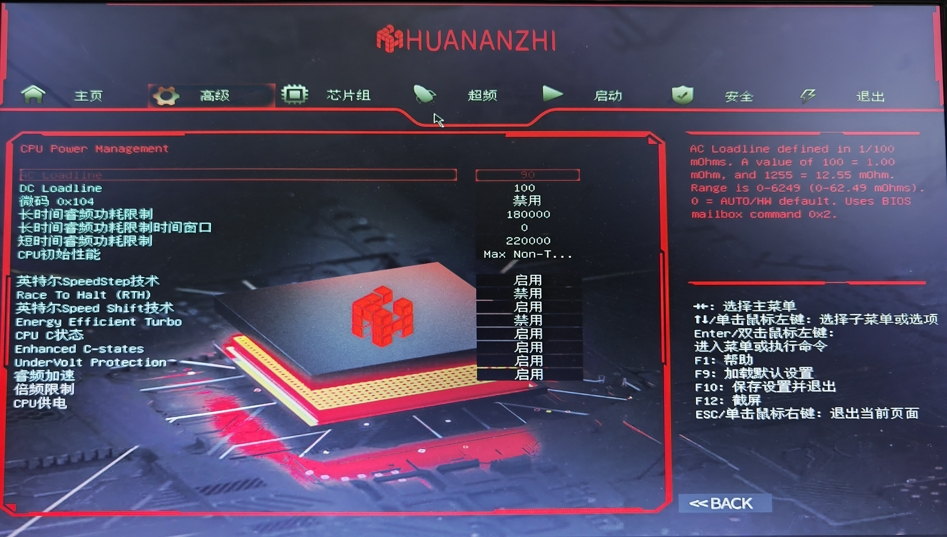 HUANANZHI
主页 高级 芯片组 超频 启动 安全 退出
CPU Power Management
AC Loadline 90
DC Loadline 100
微码 0x104 禁用
长时间睿频功耗限制 180000
长时间睿频功耗限制时间窗口 0
短时间睿频功耗限制 220000
CPU初始性能 Max Non-T...
英特尔SpeedStep技术 启用
Race To Halt (RTH) 禁用
英特尔Speed Shift技术 启用
Energy Efficient Turbo 禁用
CPU C状态 启用
Enhanced C-states 启用
UnderVolt Protection 启用
睿频加速 启用
倍频限制
CPU供电
AC Loadline defined in 1/100
mOhms. A value of 100 = 1.00
mOhm, and 1255 = 12.55 mOhm.
Range is 0-6249 (0-62.49 mOhms).
0 = AUTO/HW default. Uses BIOS
mailbox command 0x2.
→←: 选择主菜单
↑↓/单击鼠标左键: 选择子菜单或选项
Enter/双击鼠标左键:
进入菜单或执行命令
F1: 帮助
F9: 加载默认设置
F10: 保存设置并退出
F12: 截屏
ESC/单击鼠标右键: 退出当前页面
<<BACK